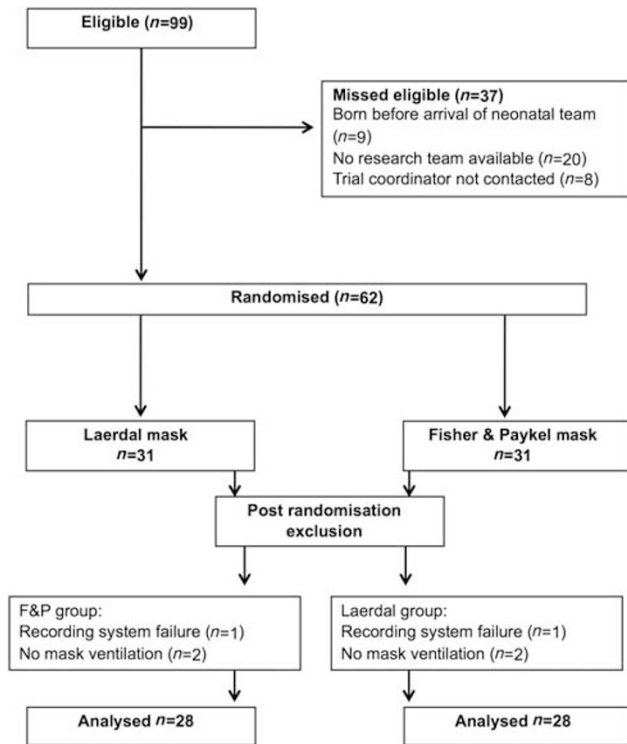 Eligible (n=99)
Missed eligible (n=37)
Born before arrival of neonatal team
(n=9)
No research team available (n=20)
Trial coordinator not contacted (n=8)
Randomised (n=62)
Laerdal mask
n=31
Fisher & Paykel mask
n=31
Post randomisation
exclusion
F&P group:
Recording system failure (n=1)
No mask ventilation (n=2)
Laerdal group:
Recording system failure (n=1)
No mask ventilation (n=2)
Analysed n=28
Analysed n=28